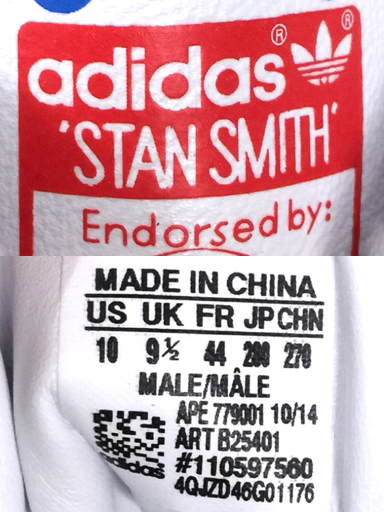 adidas ® ®
'STAN SMITH'
Endorsed by:
MADE IN CHINA
US UK FR JP CHN
10 9½ 44 280 270
MALE/MÂLE
APE 779001 10/14
ART B25401
adidas
#110597560
4QJZD46G01176